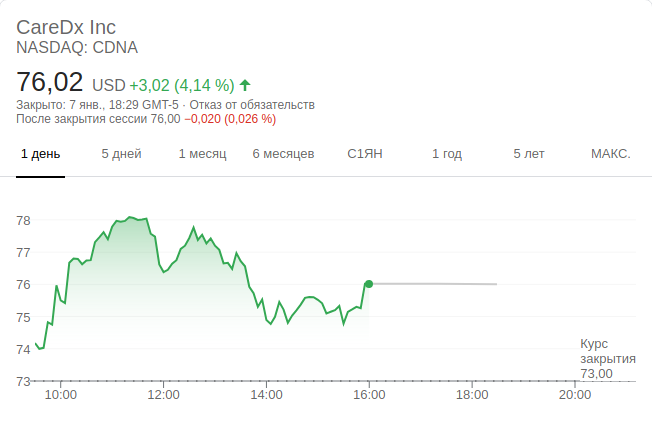 CareDx Inc
NASDAQ: CDNA
76,02 USD +3,02 (4,14 %)
Закрыто: 7 янв., 18:29 GMT-5 · Отказ от обязательств
После закрытия сессии 76,00 −0,020 (0,026 %)
1 день 5 дней 1 месяц 6 месяцев С1ЯН 1 год 5 лет МАКС.
78
77
76
75
74
Курс
закрытия
73,00
73
10:00 12:00 14:00 16:00 18:00 20:00